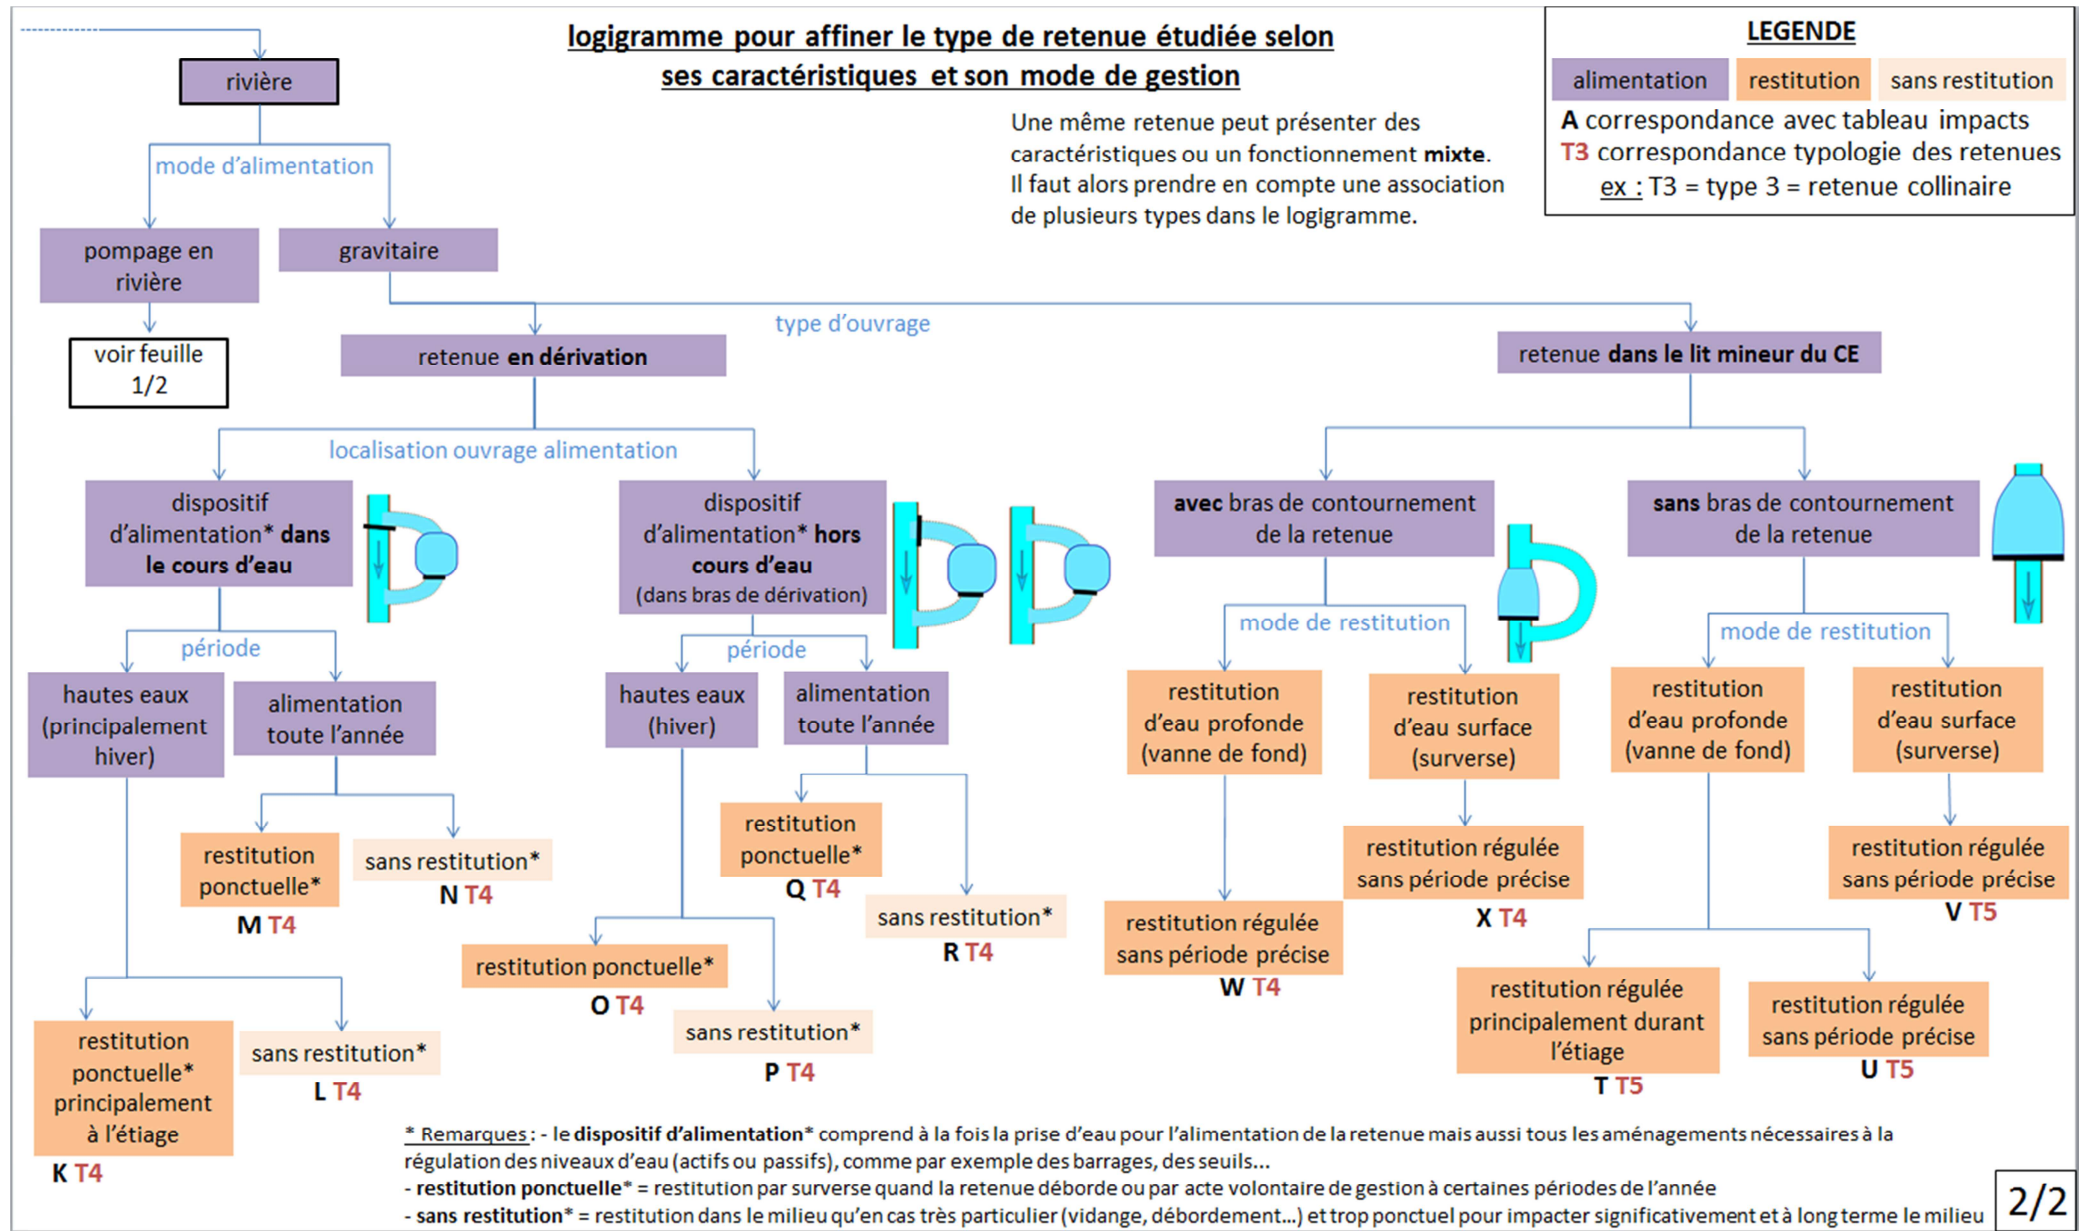 logigramme pour affiner le type de retenue étudiée selon
ses caractéristiques et son mode de gestion
Une même retenue peut présenter des
caractéristiques ou un fonctionnement mixte.
Il faut alors prendre en compte une association
de plusieurs types dans le logigramme.
LEGENDE
alimentation
restitution
sans restitution
A correspondance avec tableau impacts
T3 correspondance typologie des retenues
ex : T3 = type 3 = retenue collinaire
rivière
mode d'alimentation
pompage en
rivière
gravitaire
voir feuille
1/2
type d'ouvrage
retenue en dérivation
retenue dans le lit mineur du CE
localisation ouvrage alimentation
dispositif
d'alimentation* dans
le cours d'eau
dispositif
d'alimentation* hors
cours d'eau
(dans bras de dérivation)
avec bras de contournement
de la retenue
sans bras de contournement
de la retenue
période
hautes eaux
(principalement
hiver)
alimentation
toute l'année
période
hautes eaux
(hiver)
alimentation
toute l'année
mode de restitution
restitution
d'eau profonde
(vanne de fond)
restitution
d'eau surface
(surverse)
mode de restitution
restitution
d'eau profonde
(vanne de fond)
restitution
d'eau surface
(surverse)
restitution
ponctuelle*
M T4
sans restitution*
N T4
restitution
ponctuelle*
Q T4
sans restitution*
R T4
restitution régulée
sans période précise
W T4
restitution régulée
sans période précise
X T4
restitution régulée
sans période précise
V T5
restitution ponctuelle*
O T4
sans restitution*
P T4
restitution régulée
principalement durant
l'étiage
T T5
restitution régulée
sans période précise
U T5
restitution
ponctuelle*
principalement
à l'étiage
K T4
sans restitution*
L T4
* Remarques : - le dispositif d'alimentation* comprend à la fois la prise d'eau pour l'alimentation de la retenue mais aussi tous les aménagements nécessaires à la
régulation des niveaux d'eau (actifs ou passifs), comme par exemple des barrages, des seuils...
- restitution ponctuelle* = restitution par surverse quand la retenue déborde ou par acte volontaire de gestion à certaines périodes de l'année
- sans restitution* = restitution dans le milieu qu'en cas très particulier (vidange, débordement...) et trop ponctuel pour impacter significativement et à long terme le milieu
2/2